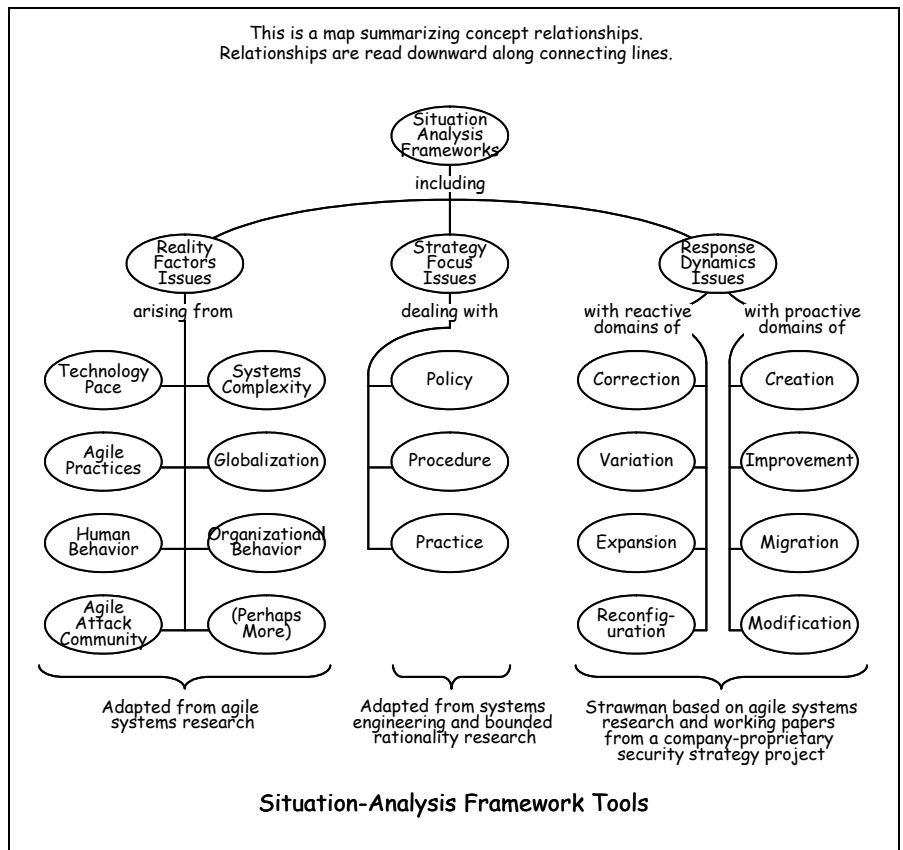 This is a map summarizing concept relationships.
Relationships are read downward along connecting lines.
Situation
Analysis
Frameworks
including
Reality
Factors
Issues
Strategy
Focus
Issues
Response
Dynamics
Issues
arising from
dealing with
with reactive
domains of
with proactive
domains of
Technology
Pace
Systems
Complexity
Policy
Correction
Creation
Agile
Practices
Globalization
Procedure
Variation
Improvement
Human
Behavior
Organizational
Behavior
Practice
Expansion
Migration
Agile
Attack
Community
(Perhaps
More)
Reconfig-
uration
Modification
Adapted from agile
systems research
Adapted from systems
engineering and bounded
rationality research
Strawman based on agile systems
research and working papers
from a company-proprietary
security strategy project
Situation-Analysis Framework Tools